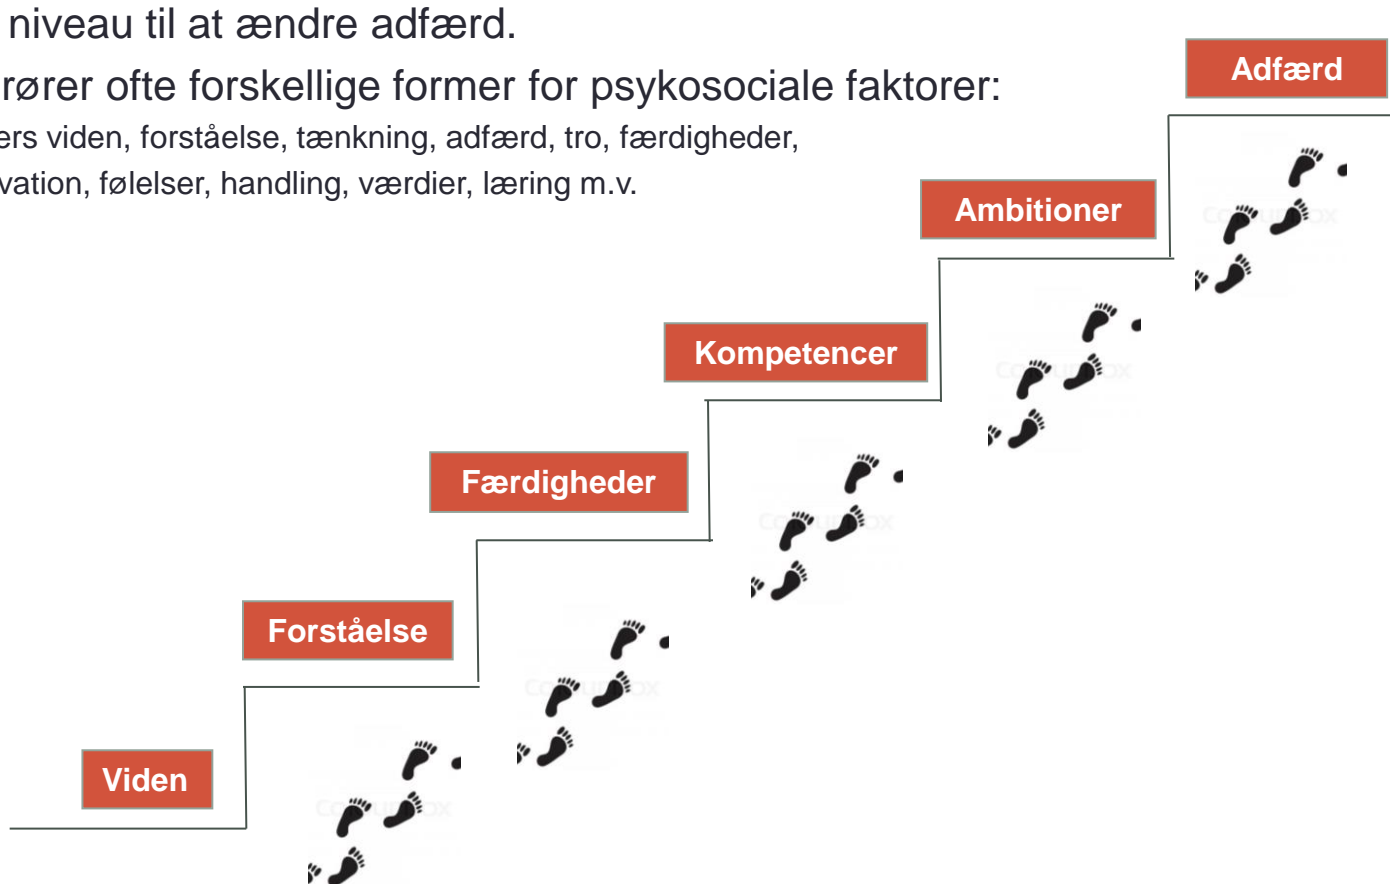 niveau til at ændre adfærd.
rører ofte forskellige former for psykosociale faktorer:
ers viden, forståelse, tænkning, adfærd, tro, færdigheder,
vation, følelser, handling, værdier, læring m.v.
Adfærd
Ambitioner
Kompetencer
Færdigheder
Forståelse
Viden